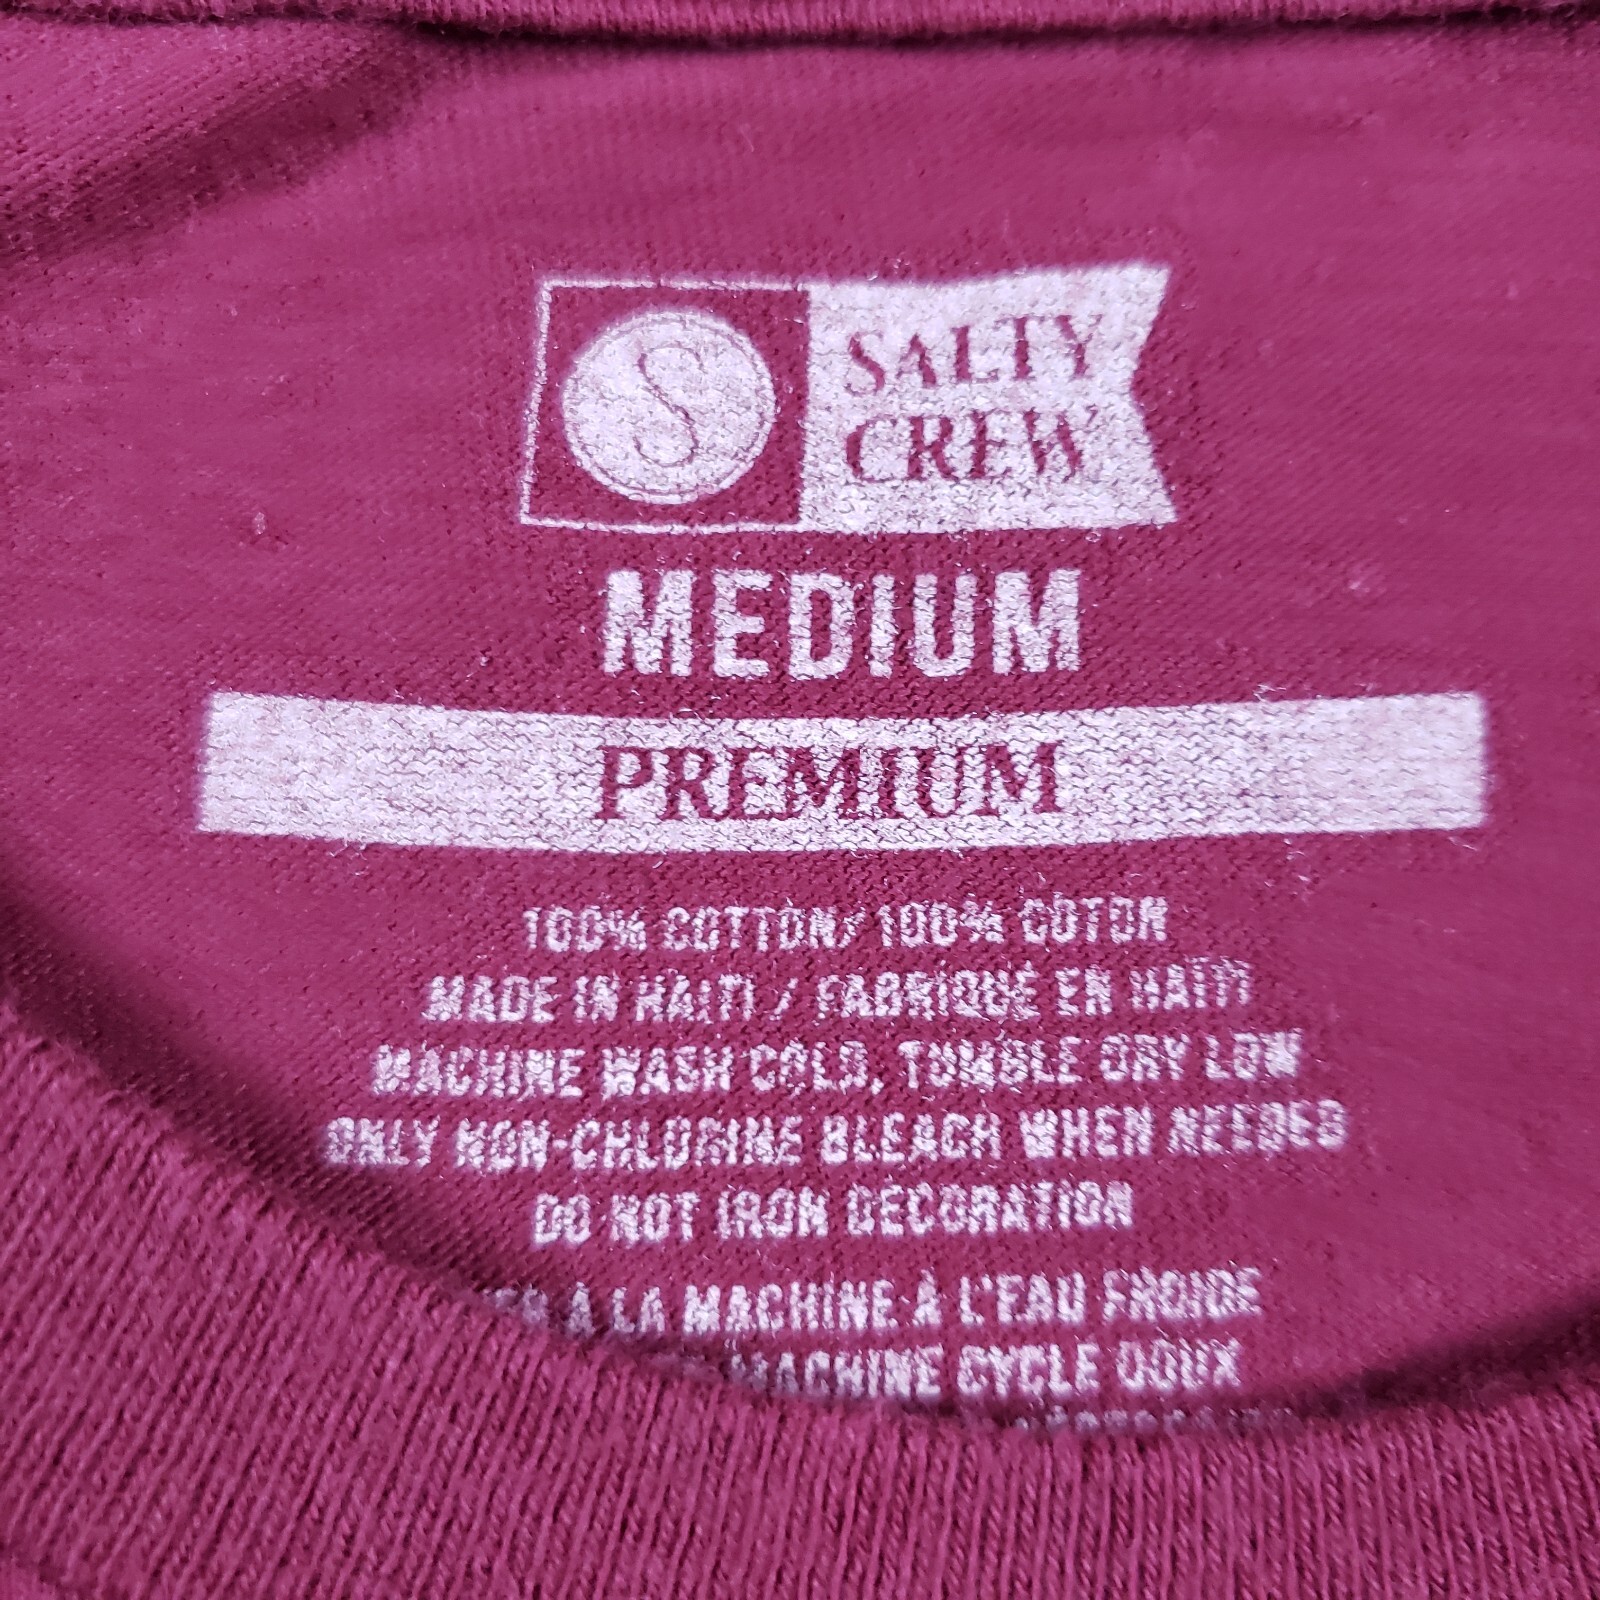 S
SALTY
CREW
MEDIUM
PREMIUM
100% COTTON/ 100% COTON
MADE IN HAITI / FABRIQUÉ EN HAÏTI
MACHINE WASH COLD, TUMBLE DRY LOW
ONLY NON-CHLORINE BLEACH WHEN NEEDED
DO NOT IRON DECORATION
À LA MACHINE À L'EAU FROIDE
MACHINE CYCLE DOUX